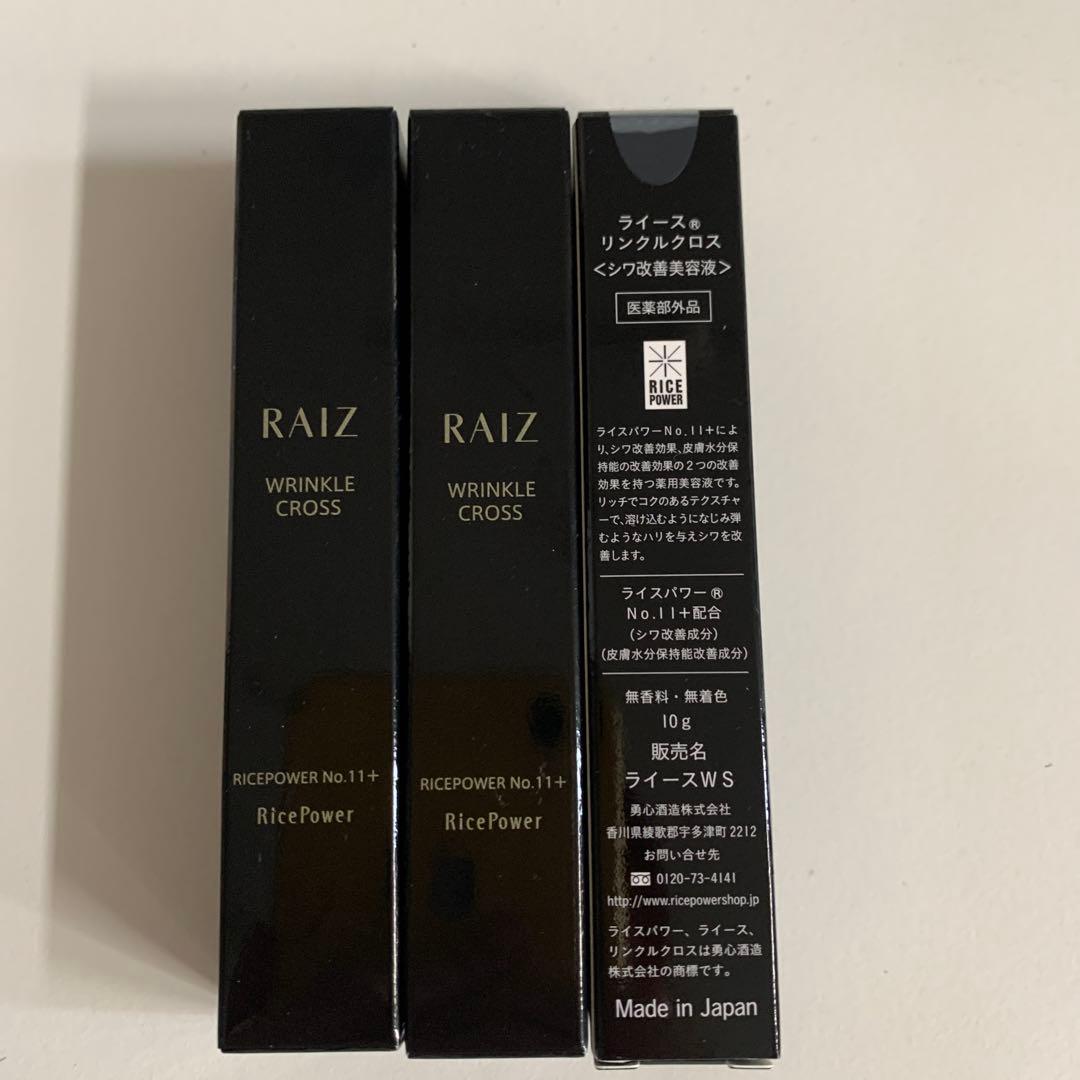 RAIZ
WRINKLE
CROSS
RICEPOWER No.11+
RicePower
RAIZ
WRINKLE
CROSS
RICEPOWER No.11+
RicePower
ライース®
リンクルクロス
<シワ改善美容液>
医薬部外品
RICE
POWER
ライスパワーNo.11+によ
り、シワ改善効果、皮膚水分保
持能の改善効果の2つの改善
効果を持つ薬用美容液です。
リッチでコクのあるテクスチャ
ーで、溶け込むようになじみ弾
むようなハリを与えシワを改
善します。
ライスパワー®
No.11+配合
(シワ改善成分)
(皮膚水分保持能改善成分)
無香料・無着色
10g
販売名
ライースWS
勇心酒造株式会社
香川県綾歌郡宇多津町2212
お問い合せ先
0120-73-4141
http://www.ricepowershop.jp
ライスパワー、ライース、
リンクルクロスは勇心酒造
株式会社の商標です。
Made in Japan